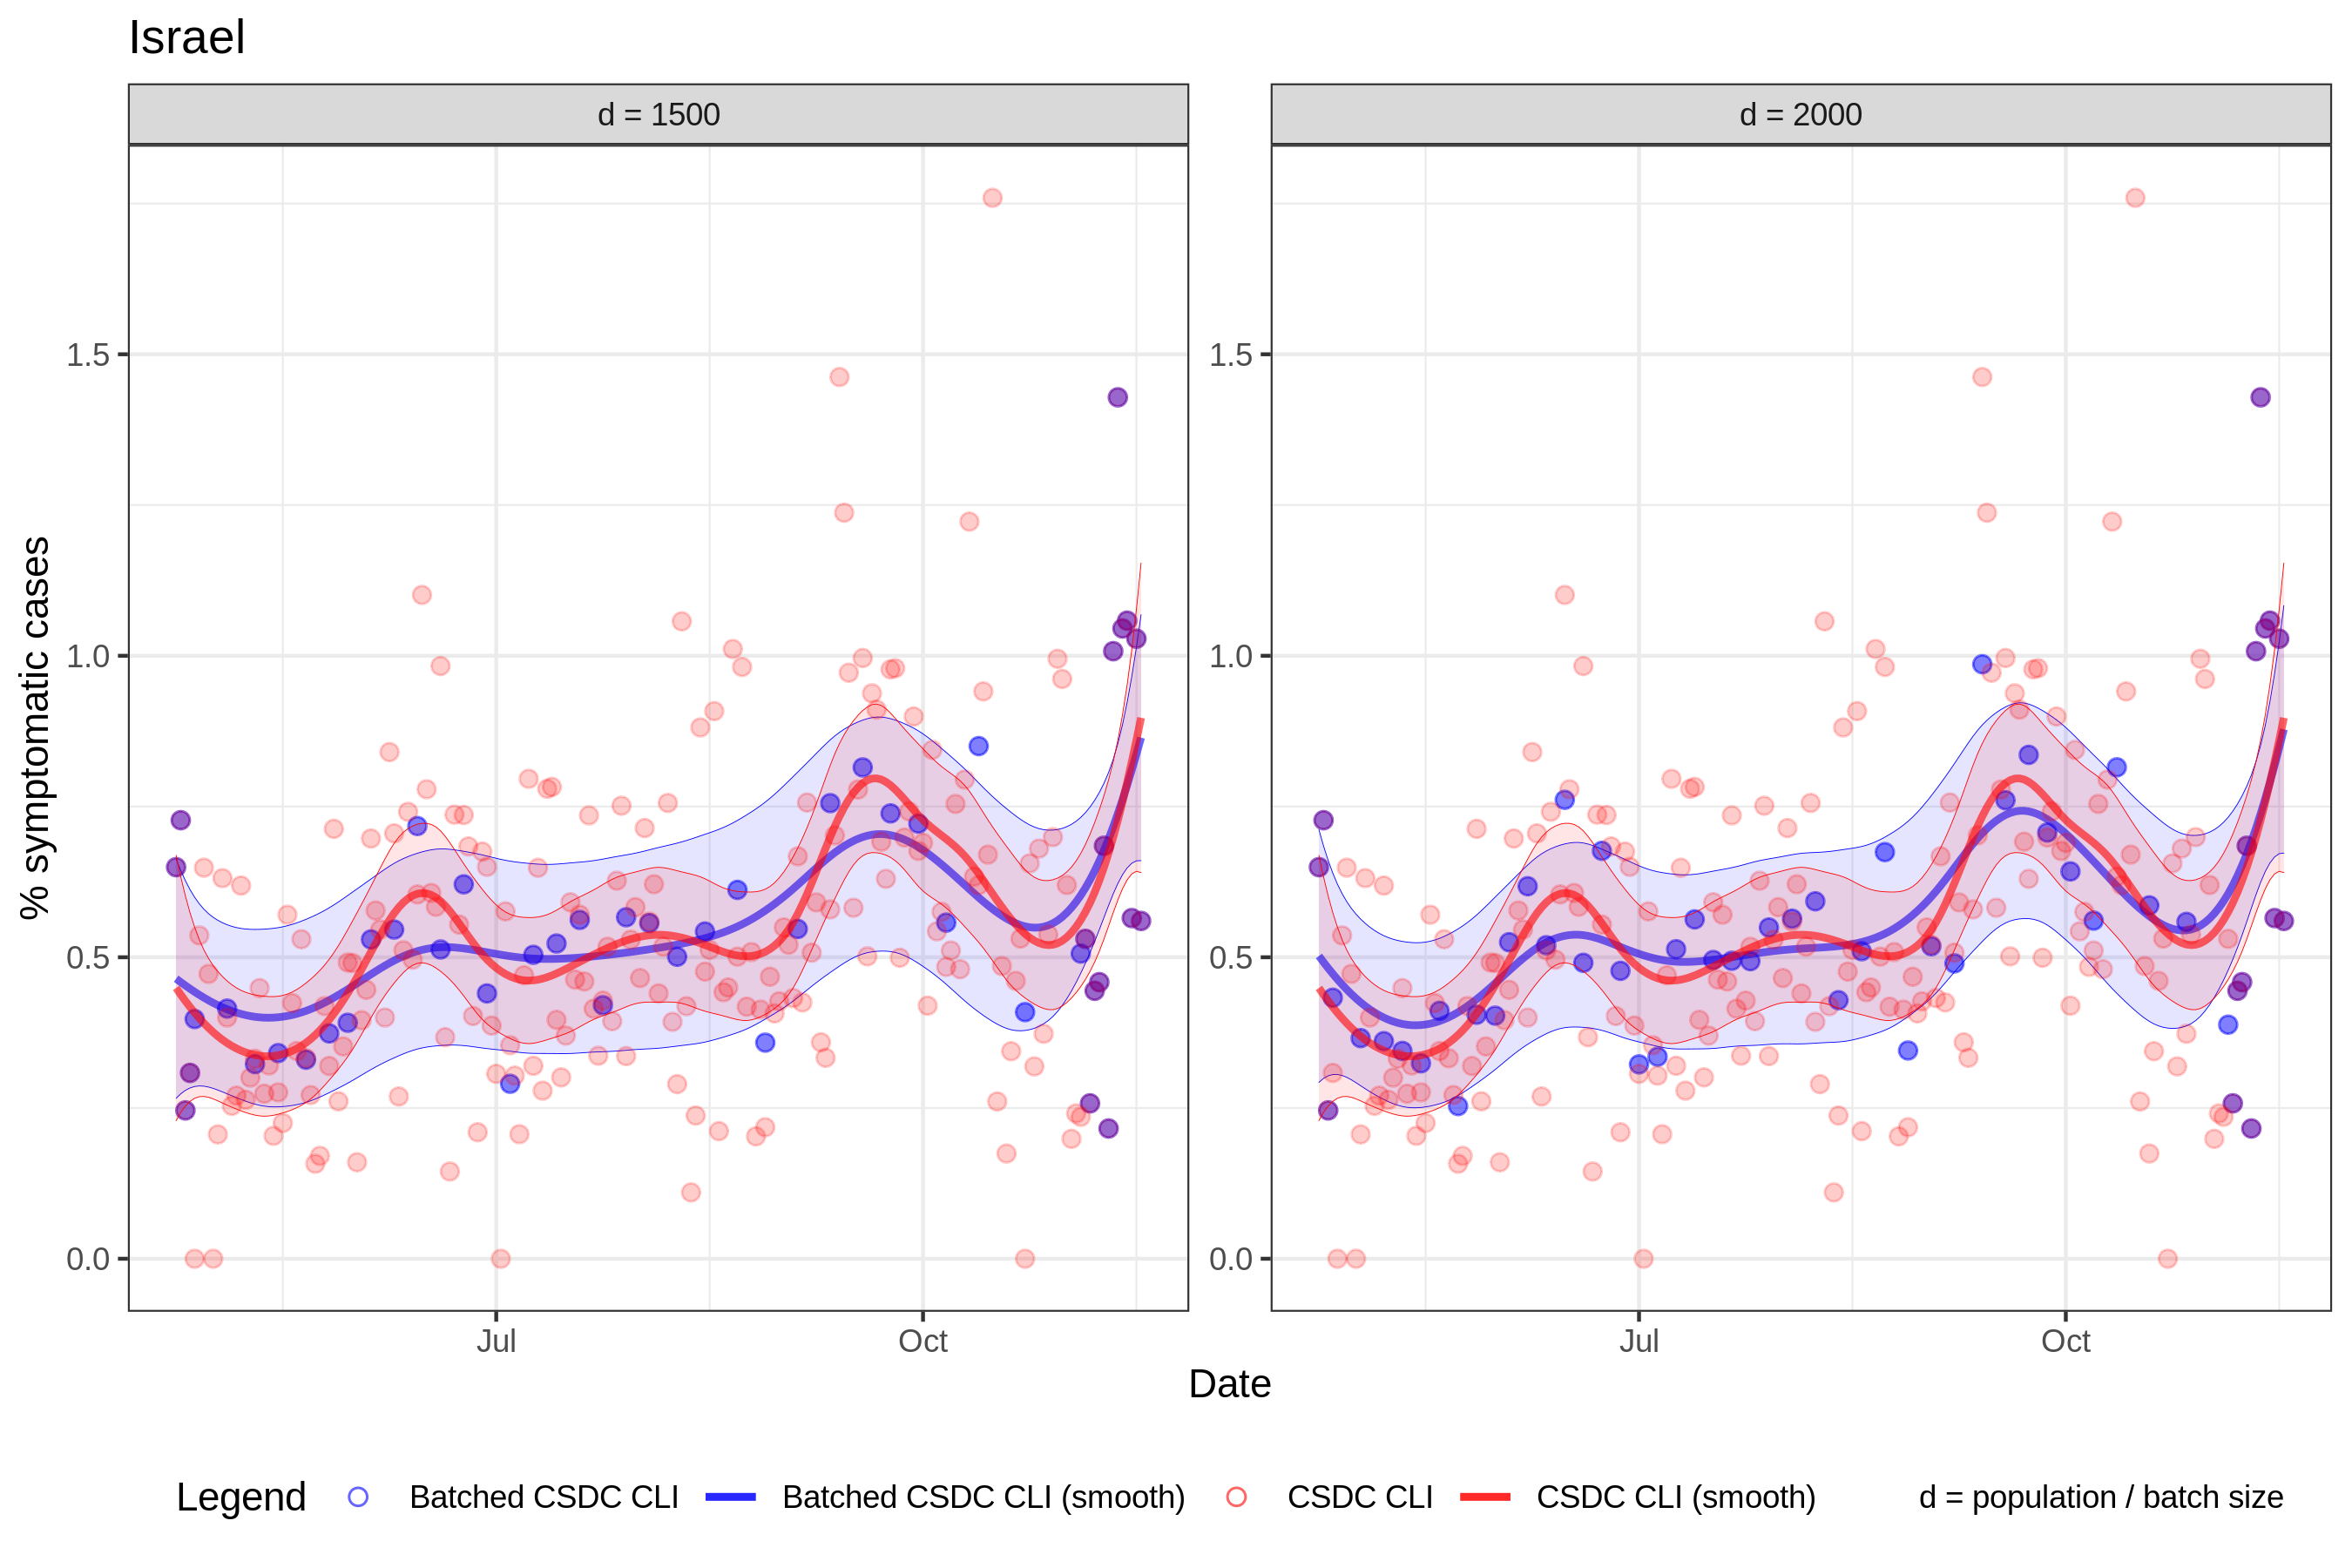 Israel
d = 1500
d = 2000
% symptomatic cases
1.5
1.0
0.5
0.0
1.5
1.0
0.5
0.0
Jul
Oct
Jul
Oct
Date
Legend
Batched CSDC CLI
Batched CSDC CLI (smooth)
CSDC CLI
CSDC CLI (smooth)
d = population / batch size